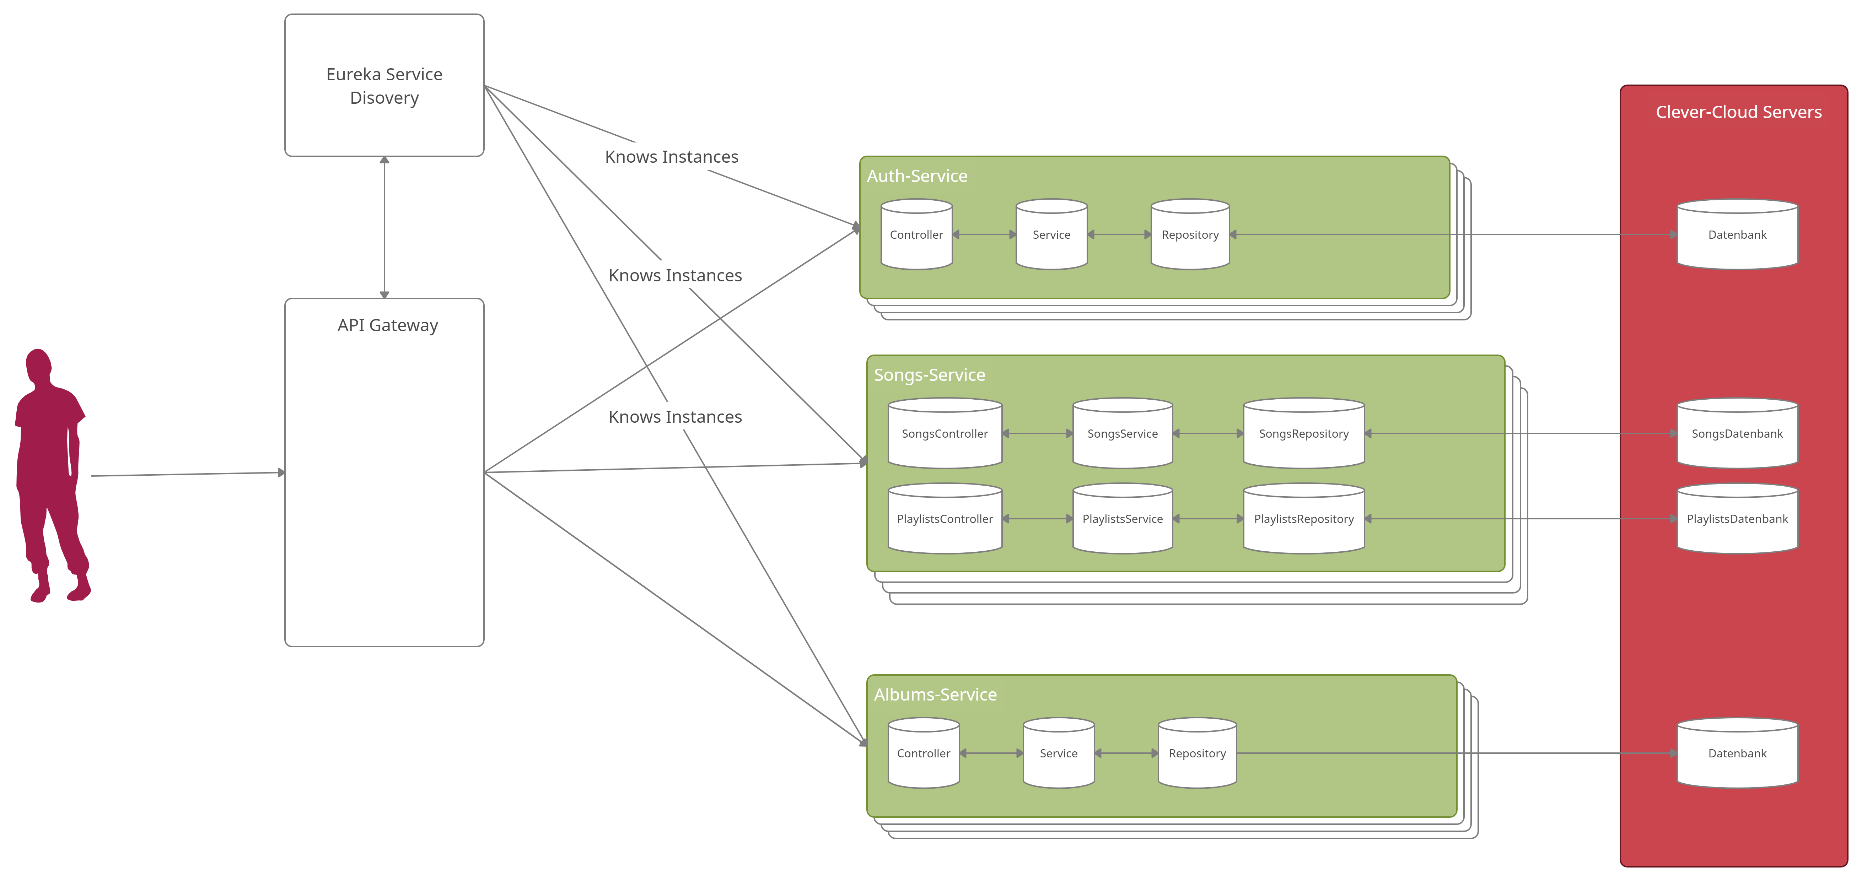 Eureka Service
Disovery
API Gateway
Knows Instances
Knows Instances
Knows Instances
Auth-Service
Controller
Service
Repository
Songs-Service
SongsController
SongsService
SongsRepository
PlaylistsController
PlaylistsService
PlaylistsRepository
Albums-Service
Controller
Service
Repository
Clever-Cloud Servers
Datenbank
SongsDatenbank
PlaylistsDatenbank
Datenbank